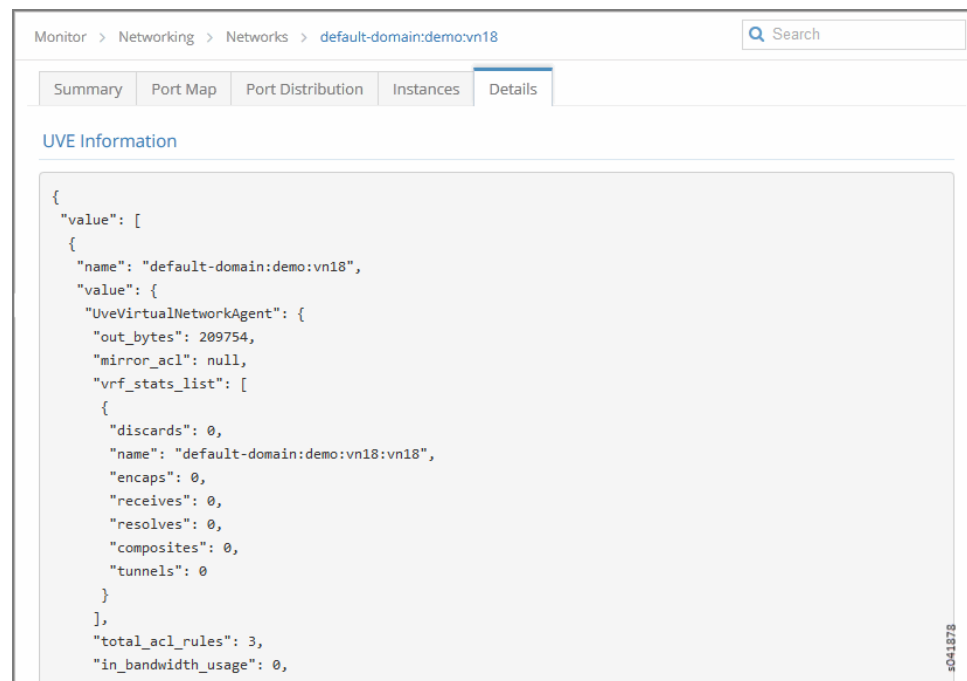 Monitor > Networking > Networks > default-domain:demo:vn18
Search
Summary Port Map Port Distribution Instances Details
UVE Information
{
"value": [
{
"name": "default-domain:demo:vn18",
"value": {
"UveVirtualNetworkAgent": {
"out_bytes": 209754,
"mirror_acl": null,
"vrf_stats_list": [
{
"discards": 0,
"name": "default-domain:demo:vn18:vn18",
"encaps": 0,
"receives": 0,
"resolves": 0,
"composites": 0,
"tunnels": 0
}
],
"total_acl_rules": 3,
"in_bandwidth_usage": 0,
s041878